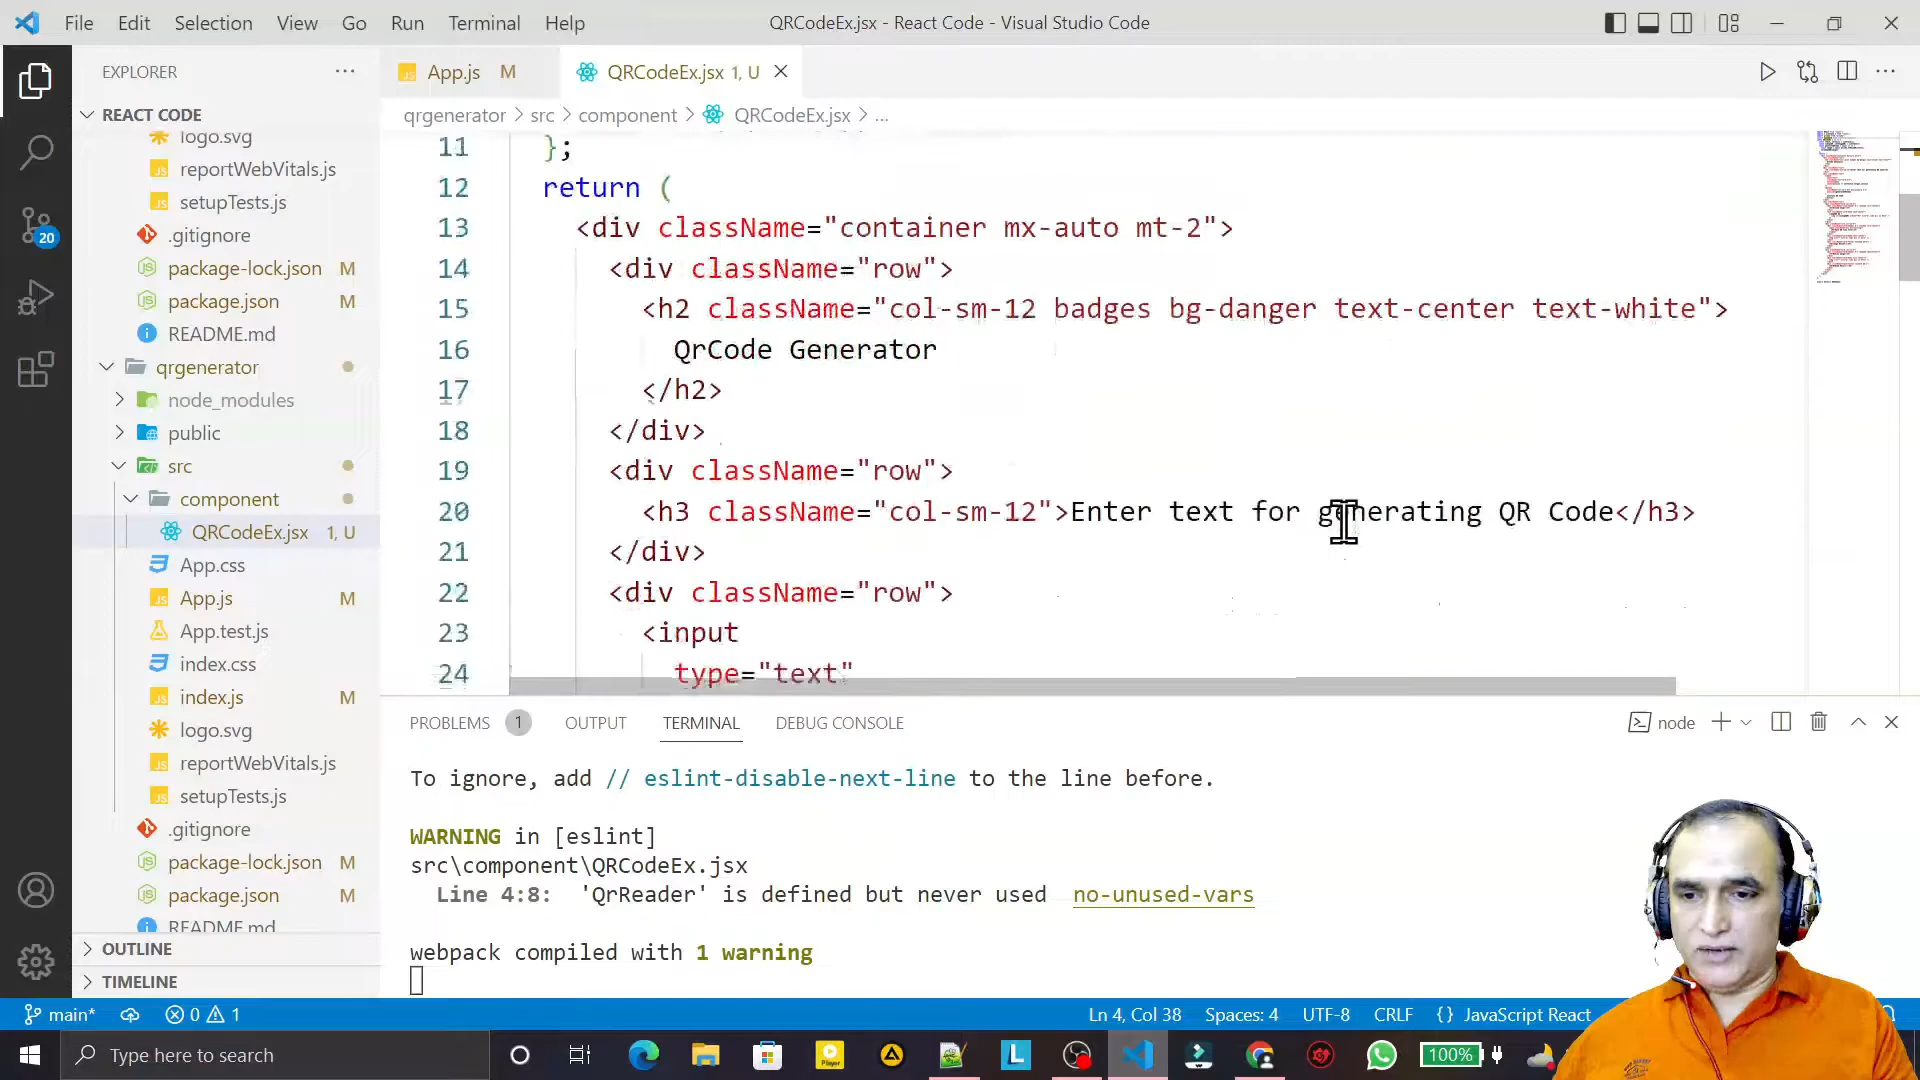 File Edit Selection View Go Run Terminal Help
QRCodeEx.jsx - React Code - Visual Studio Code
EXPLORER
App.js M
QRCodeEx.jsx 1, U
qrgenerator > src > component > QRCodeEx.jsx > ...
REACT CODE
logo.svg
reportWebVitals.js
setupTests.js
.gitignore
package-lock.json M
package.json M
README.md
qrgenerator
node_modules
public
src
component
QRCodeEx.jsx 1, U
App.css
App.js M
App.test.js
index.css
index.js M
logo.svg
reportWebVitals.js
setupTests.js
.gitignore
package-lock.json M
package.json M
README.md
OUTLINE
TIMELINE
20
11 };
12 return (
13 <div className="container mx-auto mt-2">
14 <div className="row">
15 <h2 className="col-sm-12 badges bg-danger text-center text-white">
16 QrCode Generator
17 </h2>
18 </div>
19 <div className="row">
20 <h3 className="col-sm-12">Enter text for generating QR Code</h3>
21 </div>
22 <div className="row">
23 <input
24 type="text"
PROBLEMS 1 OUTPUT TERMINAL DEBUG CONSOLE
node
To ignore, add // eslint-disable-next-line to the line before.
WARNING in [eslint]
src\component\QRCodeEx.jsx
Line 4:8: 'QrReader' is defined but never used no-unused-vars
webpack compiled with 1 warning
main* 0 1
Ln 4, Col 38 Spaces: 4 UTF-8 CRLF {} JavaScript React
Type here to search
Player
L
100%